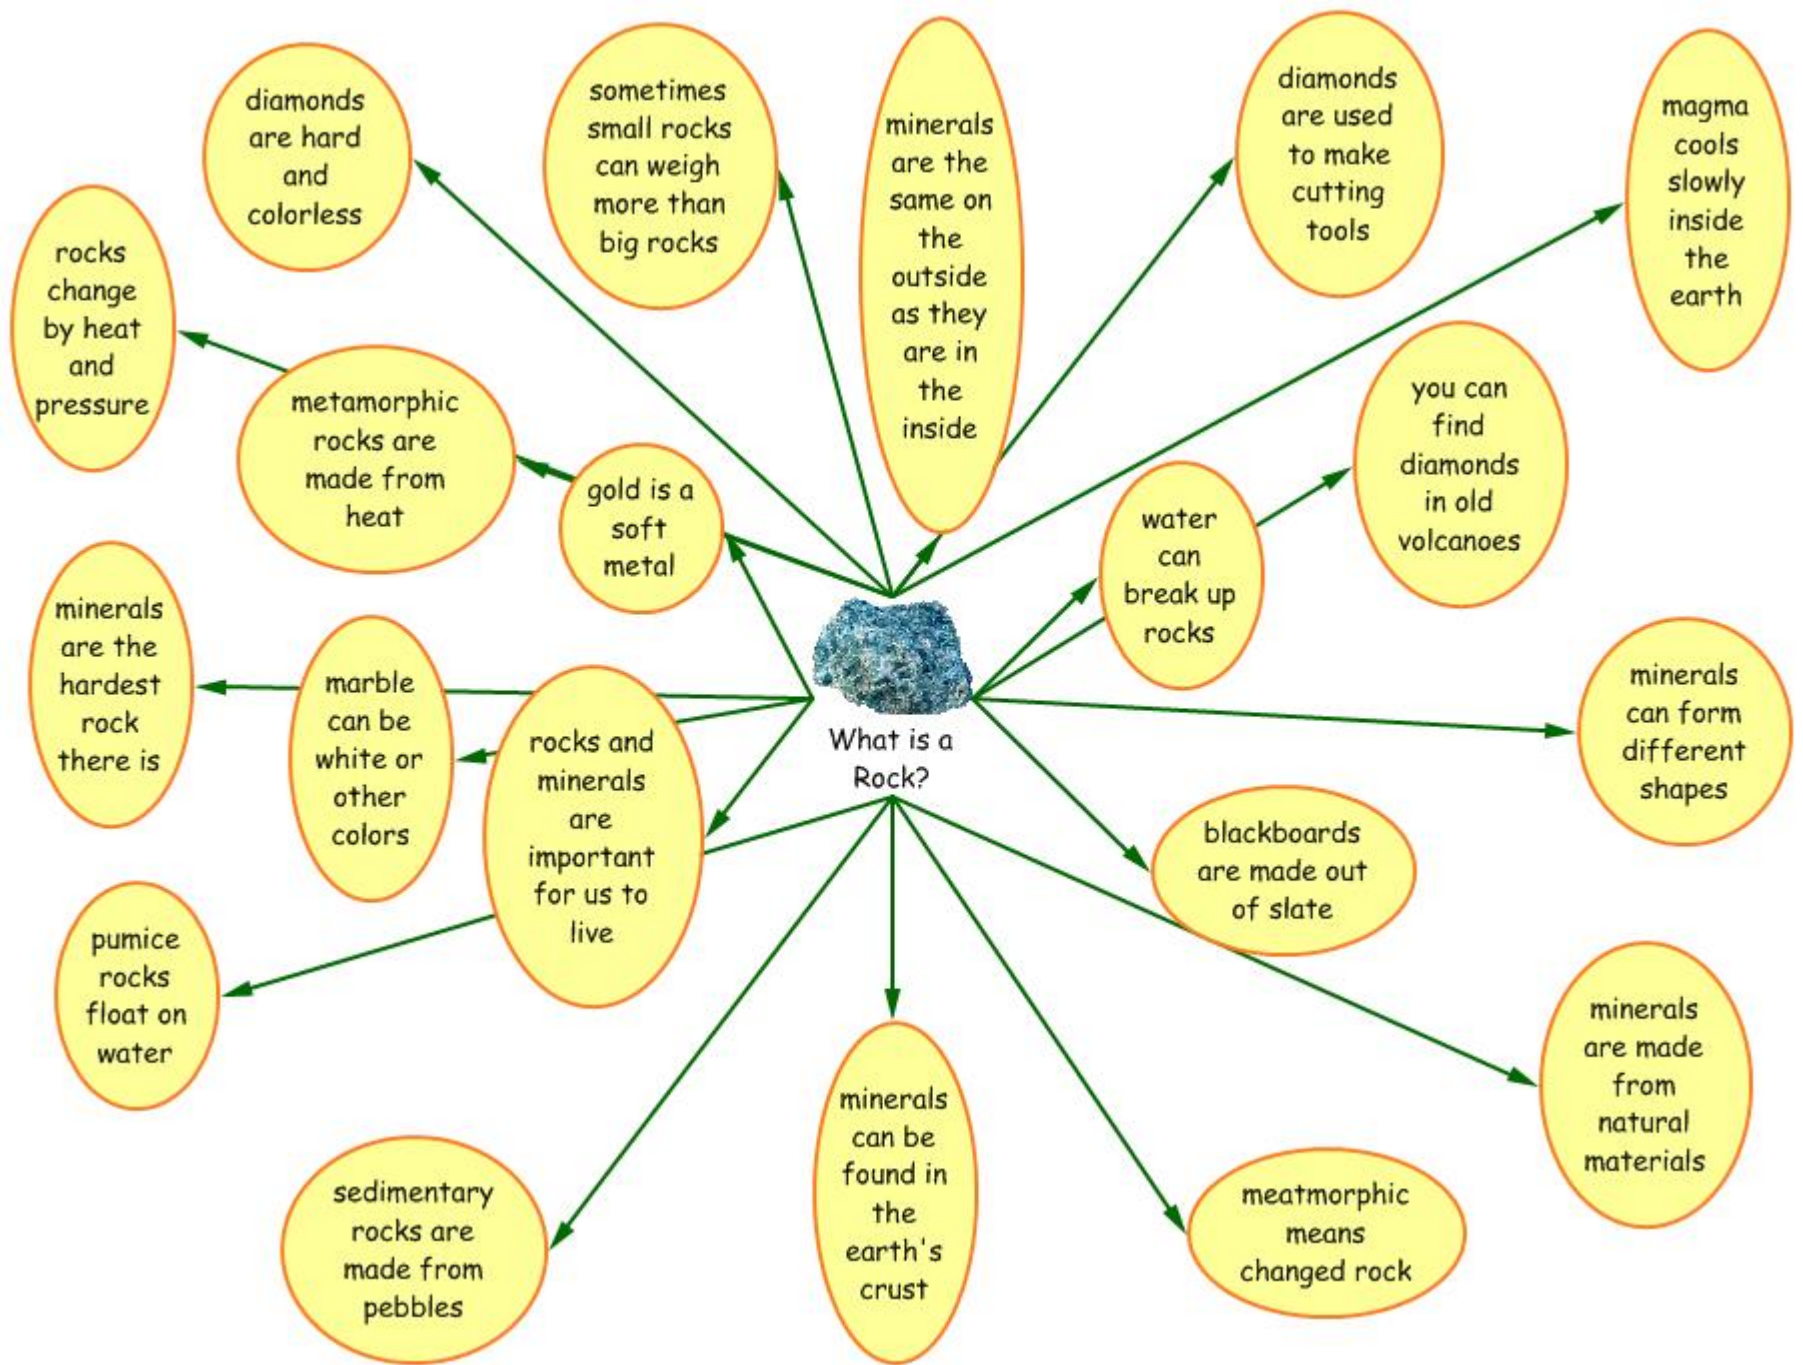 diamonds
are hard
and
colorless
sometimes
small rocks
can weigh
more than
big rocks
minerals
are the
same on
the
outside
as they
are in
the
inside
diamonds
are used
to make
cutting
tools
magma
cools
slowly
inside
the
earth
rocks
change
by heat
and
pressure
metamorphic
rocks are
made from
heat
gold is a
soft
metal
water
can
break up
rocks
you can
find
diamonds
in old
volcanoes
minerals
are the
hardest
rock
there is
marble
can be
white or
other
colors
rocks and
minerals
are
important
for us to
live
What is a
Rock?
minerals
can form
different
shapes
blackboards
are made out
of slate
pumice
rocks
float on
water
minerals
are made
from
natural
materials
sedimentary
rocks are
made from
pebbles
minerals
can be
found in
the
earth's
crust
meatmorphic
means
changed rock